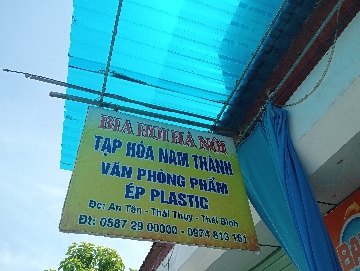 BIA HƠI HÀ NỘI
TẠP HÓA NAM THÀNH
VĂN PHÒNG PHẨM
ÉP PLASTIC
Đc: An Tân - Thái Thụy - Thái Bình
Đt: 0587 29 00000 - 0974 813 161